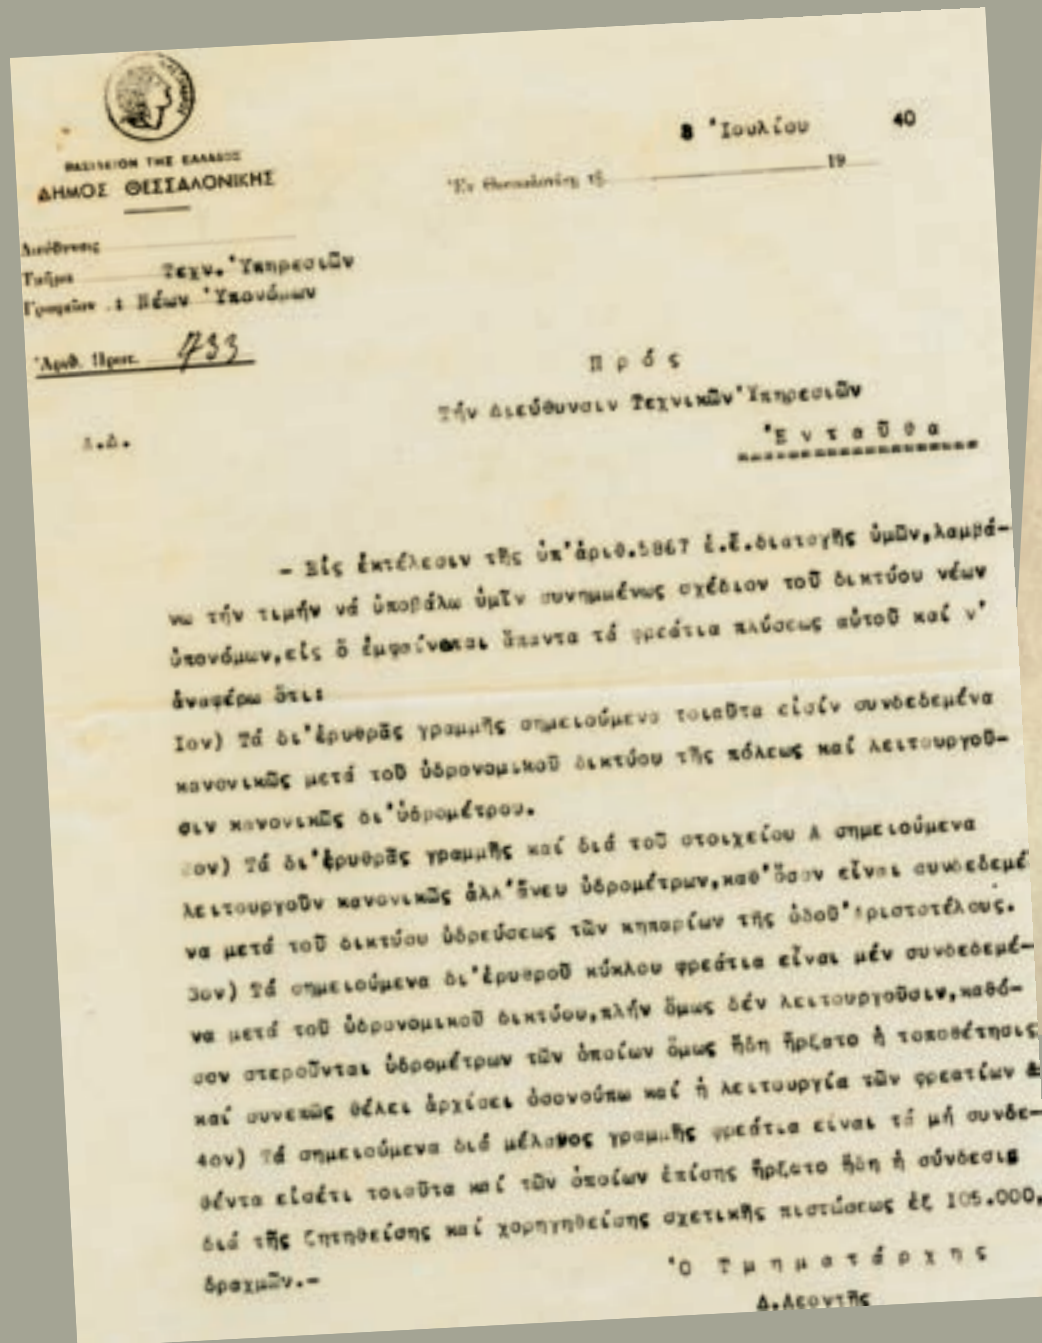 ΒΑΣΙΛΕΙΟΝ ΤΗΣ ΕΛΛΑΔΟΣ
ΔΗΜΟΣ ΘΕΣΣΑΛΟΝΙΚΗΣ
8 Ἰουλίου 40
Ἐν Θεσσαλονίκῃ τῇ 19
Διεύθυνσις
Τμῆμα Τεχν. Ὑπηρεσιῶν
Γραφεῖον .: Νέων Ὑπονόμων
Ἀριθ. Πρωτ. 733
Πρός
Τήν Διεύθυνσιν Τεχνικῶν Ὑπηρεσιῶν
Ἐνταῦθα
Λ.Δ.
- Εἰς ἐκτέλεσιν τῆς ὑπ'ἀριθ.5867 ἐ.ἔ.διαταγῆς ὑμῶν,λαμβά-
νω τήν τιμήν νά ὑποβάλω ὑμῖν συνημμένως σχέδιον τοῦ δικτύου νέων
ὑπονόμων,εἰς ὅ ἐμφαίνονται ἅπαντα τά φρεάτια πλύσεως αὐτοῦ καί ν'
ἀναφέρω ὅτι:
Ιον) Τά δι'ἐρυθρᾶς γραμμῆς σημειούμενα τοιαῦτα εἰσίν συνδεδεμένα
κανονικῶς μετά τοῦ ὑδρονομικοῦ δικτύου τῆς πόλεως καί λειτουργοῦ-
σιν κανονικῶς δι'ὑδρομέτρου.
2ον) Τά δι'ἐρυθρᾶς γραμμῆς καί διά τοῦ στοιχείου Α σημειούμενα
λειτουργοῦν κανονικῶς ἀλλ'ἄνευ ὑδρομέτρων,καθ'ὅσον εἶναι συνδεδεμέ
να μετά τοῦ δικτύου ὑδρεύσεως τῶν κηπαρίων τῆς ὁδοῦ Ἀριστοτέλους.
3ον) Τά σημειούμενα δι'ἐρυθροῦ κύκλου φρεάτια εἶναι μέν συνδεδεμέ-
να μετά τοῦ ὑδρονομικοῦ δικτύου,πλήν ὅμως δέν λειτουργοῦσιν,καθό-
σον στεροῦνται ὑδρομέτρων τῶν ὁποίων ὅμως ἤδη ἤρξατο ἡ τοποθέτησις
καί συνεπῶς θέλει ἀρχίσει ὁσονούπω καί ἡ λειτουργία τῶν φρεατίων &
4ον) Τά σημειούμενα διά μέλανος γραμμῆς φρεάτια εἶναι τά μή συνδε-
θέντα εἰσέτι τοιαῦτα καί τῶν ὁποίων ἐπίσης ἤρξατο ἤδη ἡ σύνδεσις
διά τῆς ζητηθείσης καί χορηγηθείσης σχετικῆς πιστώσεως ἐξ 105.000,
δραχμῶν.-
Ὁ Τμηματάρχης
Δ.Λεοντῆς